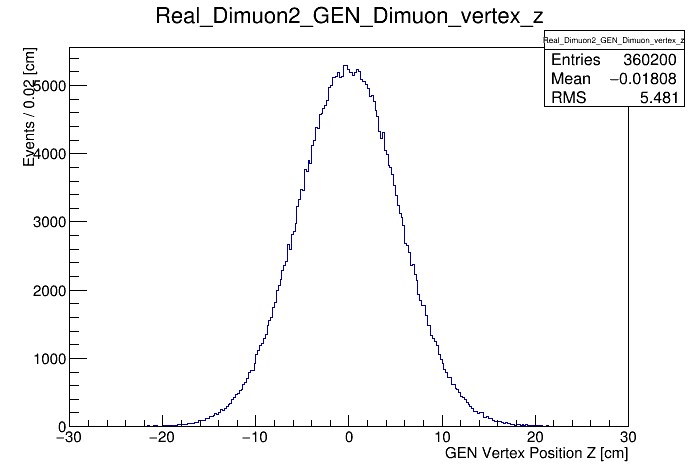 Real_Dimuon2_GEN_Dimuon_vertex_z
Real_Dimuon2_GEN_Dimuon_vertex_z
Entries 360200
Mean −0.01808
RMS 5.481
Events / 0.02 [cm]
5000
4000
3000
2000
1000
0
−30 −20 −10 0 10 20 30
GEN Vertex Position Z [cm]